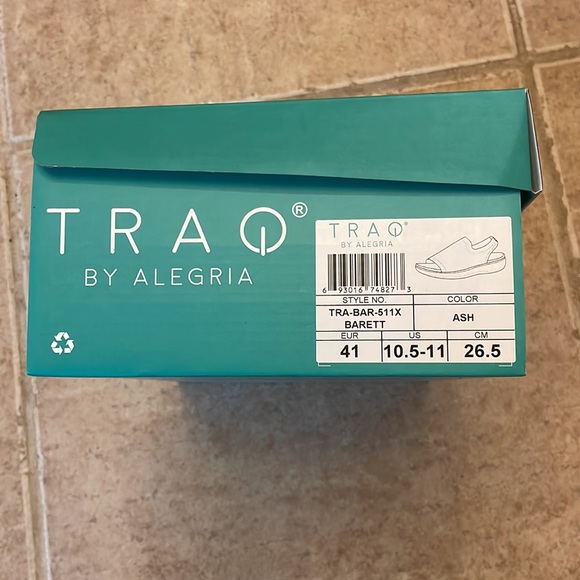 TRAQ®
BY ALEGRIA
TRAQ®
BY ALEGRIA
6 93016 74827 3
STYLE NO. COLOR
TRA-BAR-511X
BARETT ASH
EUR US CM
41 10.5-11 26.5